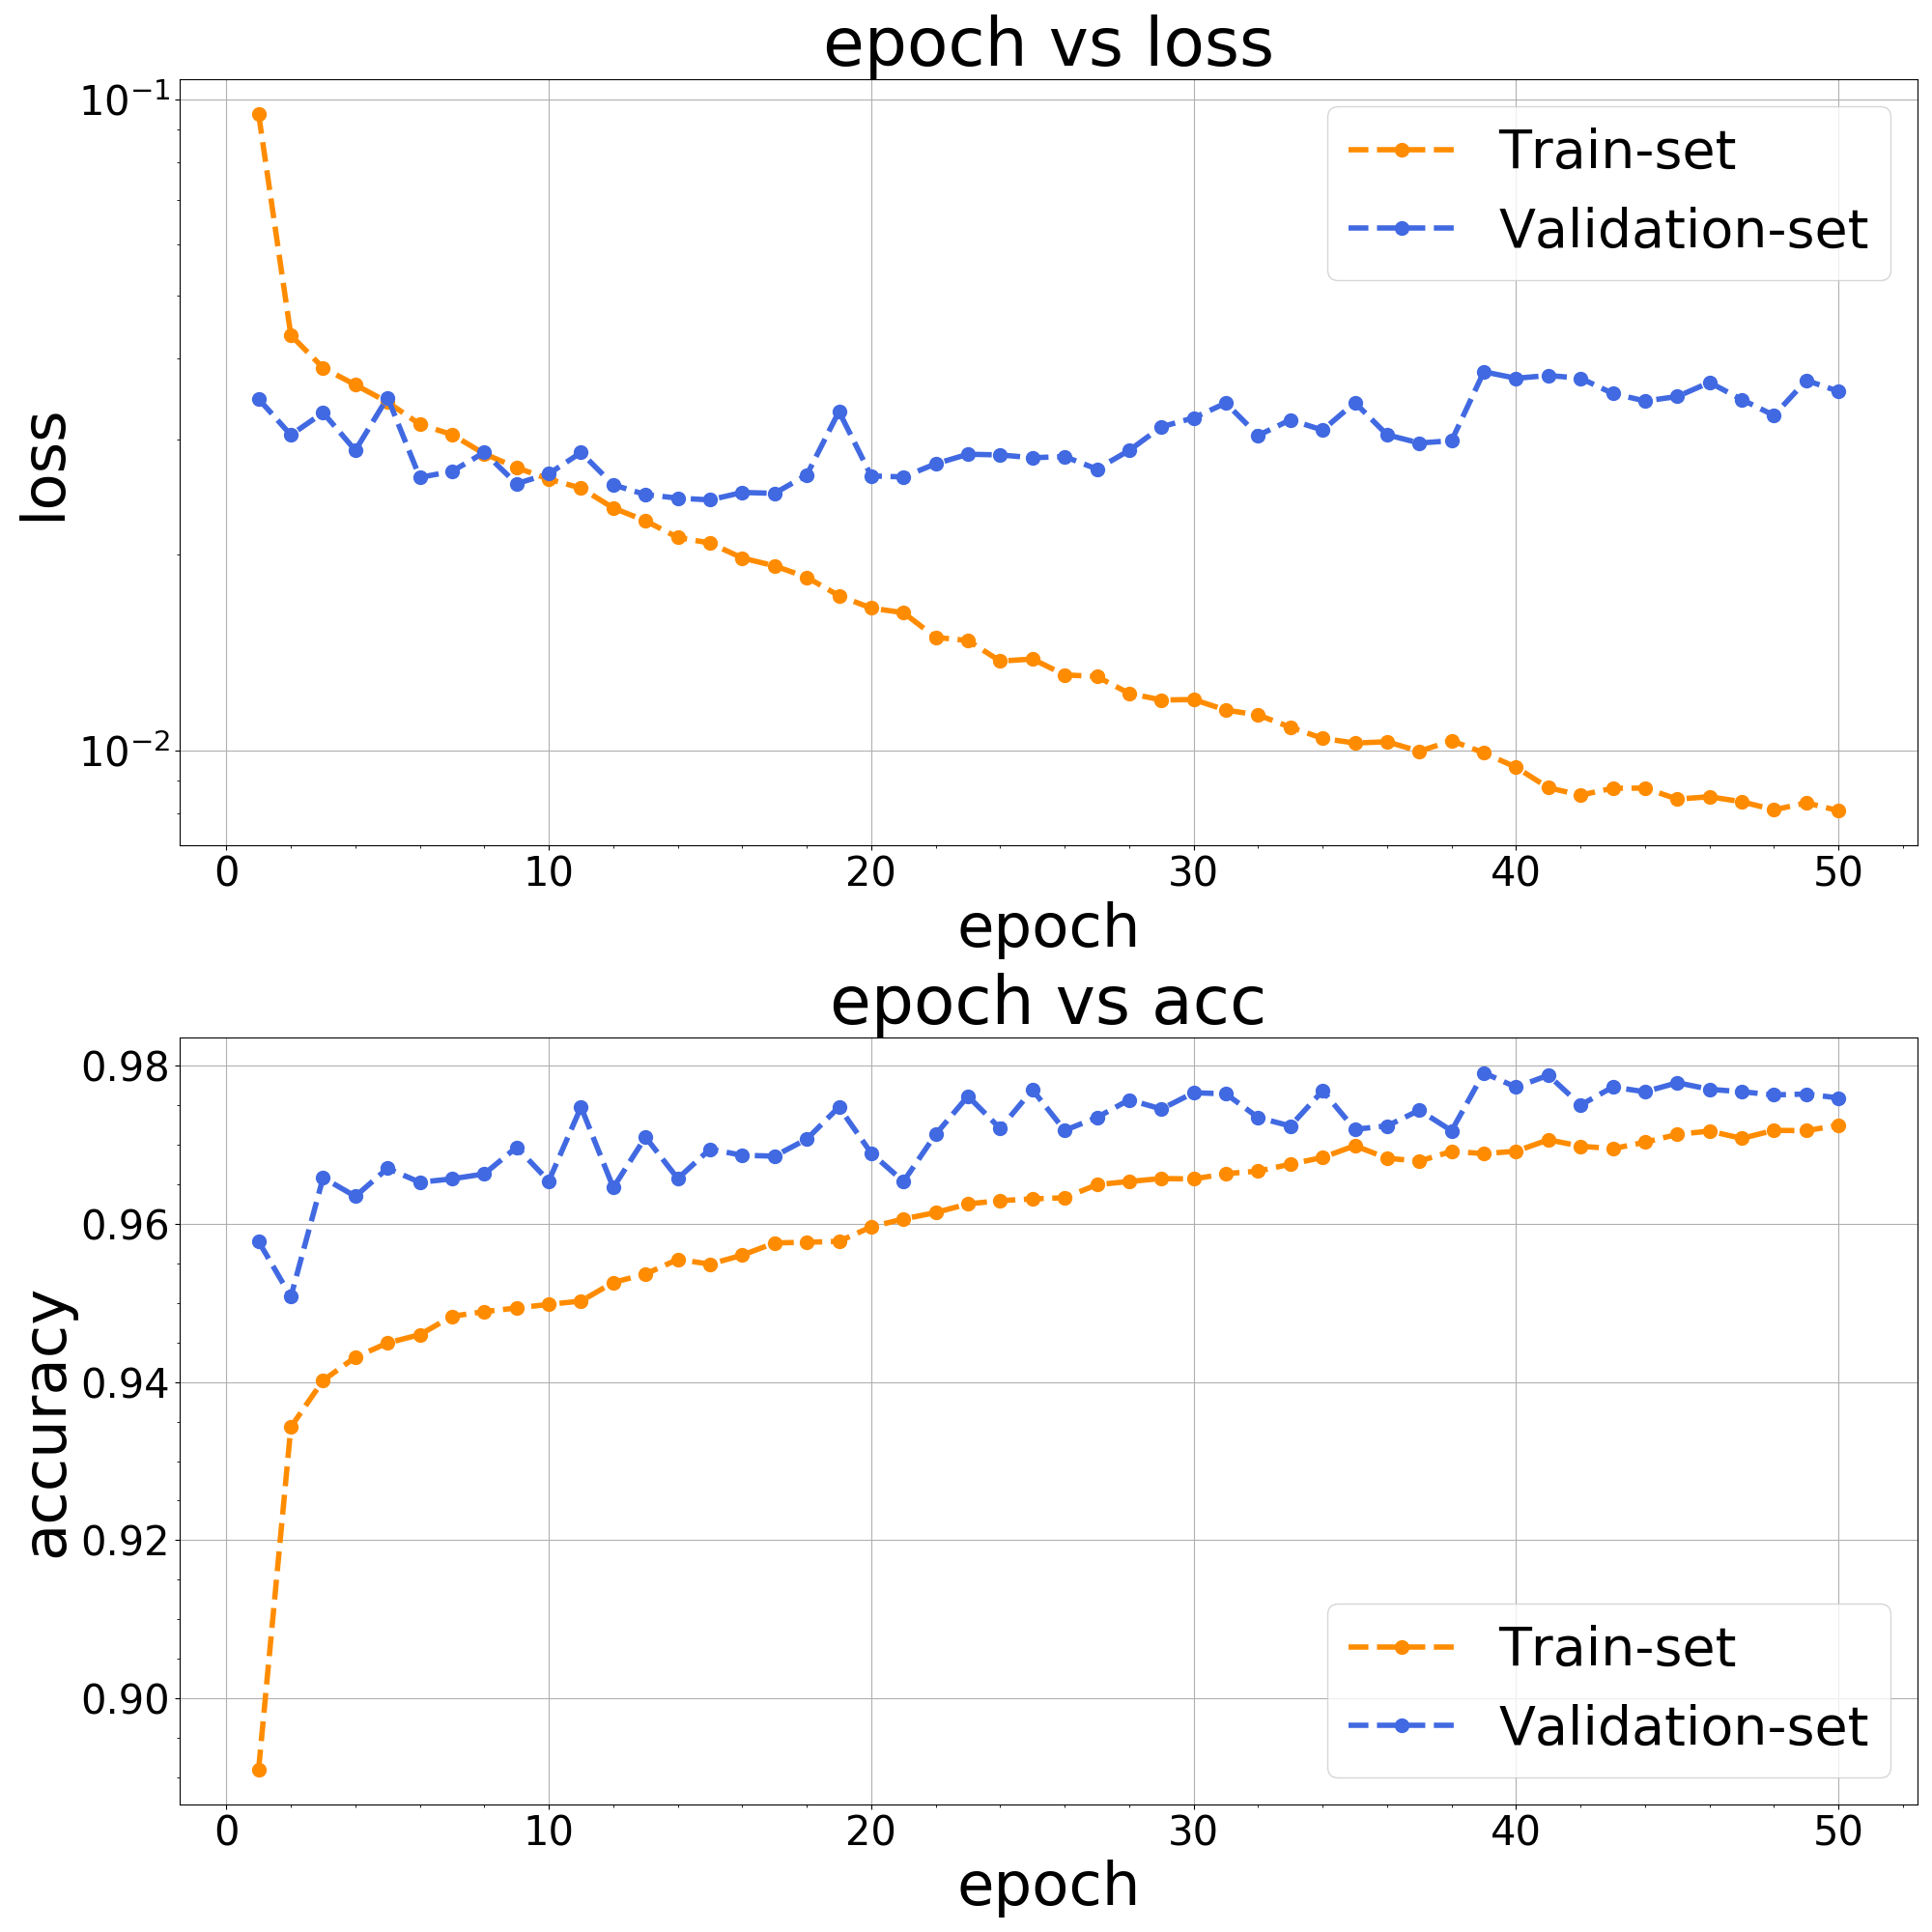 epoch vs loss
10⁻¹
Train-set
Validation-set
loss
10⁻²
0 10 20 30 40 50
epoch
epoch vs acc
0.98
0.96
0.94
accuracy
0.92
0.90
Train-set
Validation-set
0 10 20 30 40 50
epoch